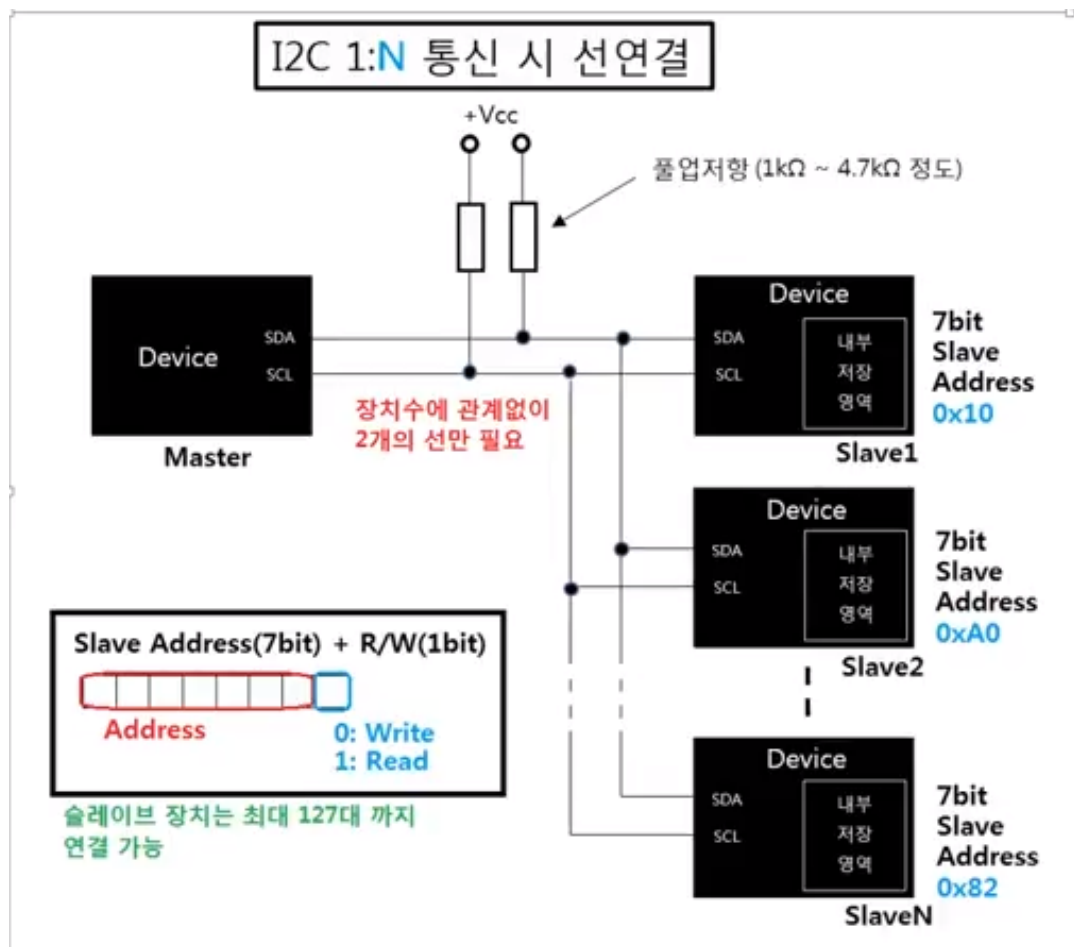 I2C 1:N 통신 시 선연결
+Vcc
풀업저항 (1kΩ ~ 4.7kΩ 정도)
Device
SDA
SCL
Master
장치수에 관계없이
2개의 선만 필요
Device
SDA
SCL
내부
저장
영역
Slave1
7bit
Slave
Address
0x10
Device
SDA
SCL
내부
저장
영역
Slave2
7bit
Slave
Address
0xA0
Slave Address(7bit) + R/W(1bit)
Address
0: Write
1: Read
슬레이브 장치는 최대 127대 까지
연결 가능
Device
SDA
SCL
내부
저장
영역
SlaveN
7bit
Slave
Address
0x82